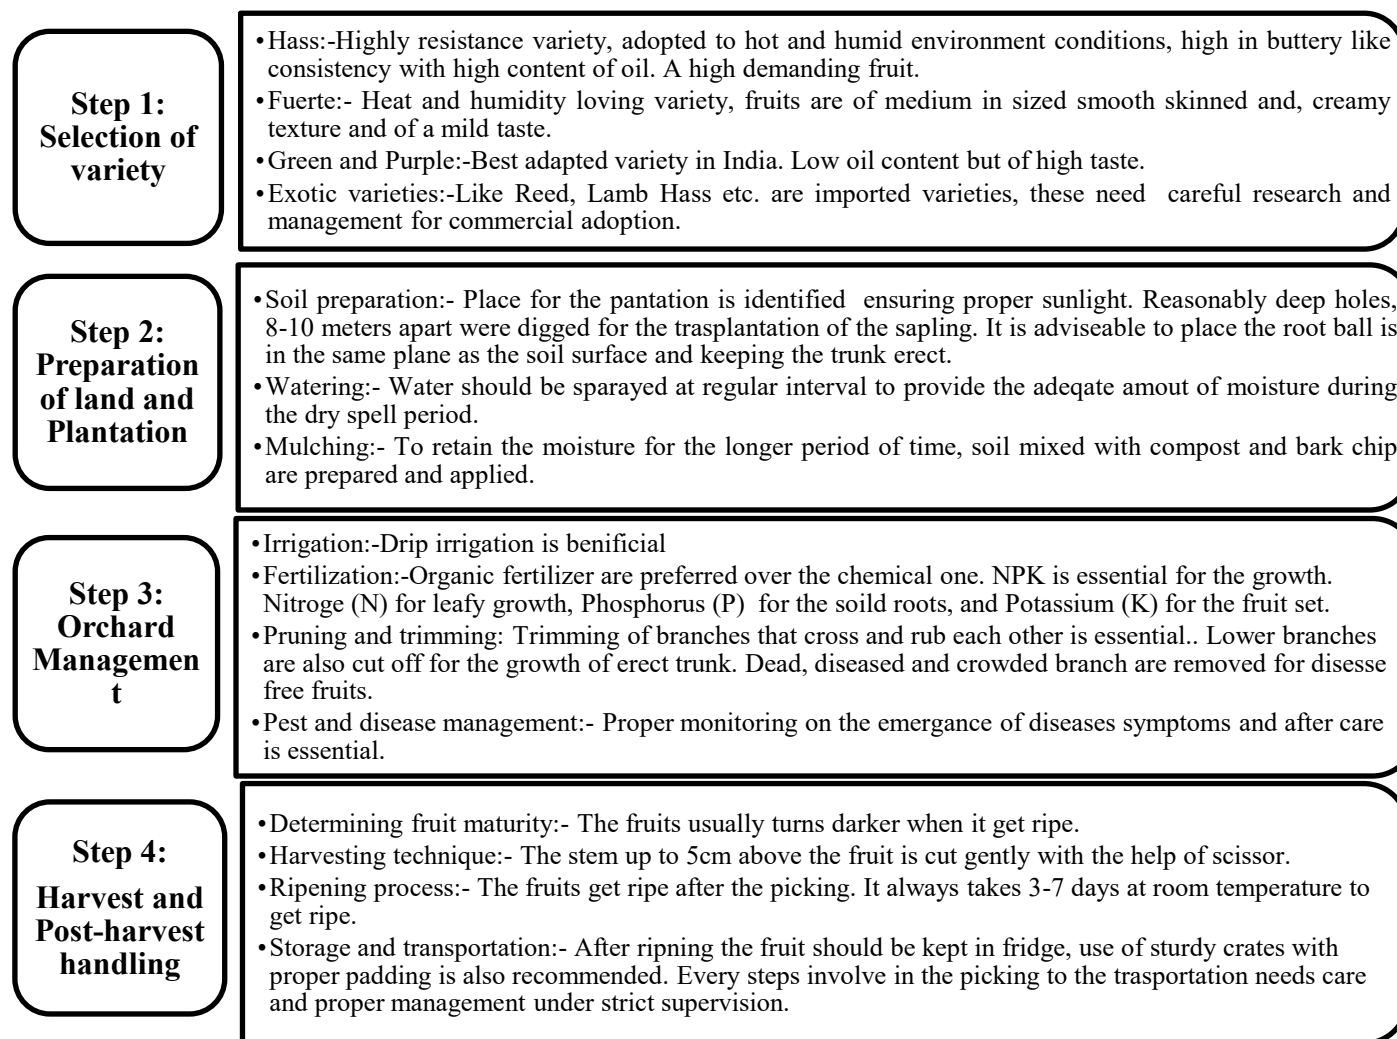 Step 1:
Selection of
variety
•Hass:-Highly resistance variety, adopted to hot and humid environment conditions, high in buttery like
consistency with high content of oil. A high demanding fruit.
•Fuerte:- Heat and humidity loving variety, fruits are of medium in sized smooth skinned and, creamy
texture and of a mild taste.
•Green and Purple:-Best adapted variety in India. Low oil content but of high taste.
•Exotic varieties:-Like Reed, Lamb Hass etc. are imported varieties, these need careful research and
management for commercial adoption.
Step 2:
Preparation
of land and
Plantation
•Soil preparation:- Place for the pantation is identified ensuring proper sunlight. Reasonably deep holes,
8-10 meters apart were digged for the trasplantation of the sapling. It is adviseable to place the root ball is
in the same plane as the soil surface and keeping the trunk erect.
•Watering:- Water should be sparayed at regular interval to provide the adeqate amout of moisture during
the dry spell period.
•Mulching:- To retain the moisture for the longer period of time, soil mixed with compost and bark chip
are prepared and applied.
Step 3:
Orchard
Managemen
t
•Irrigation:-Drip irrigation is benificial
•Fertilization:-Organic fertilizer are preferred over the chemical one. NPK is essential for the growth.
Nitroge (N) for leafy growth, Phosphorus (P) for the soild roots, and Potassium (K) for the fruit set.
•Pruning and trimming: Trimming of branches that cross and rub each other is essential.. Lower branches
are also cut off for the growth of erect trunk. Dead, diseased and crowded branch are removed for disesse
free fruits.
•Pest and disease management:- Proper monitoring on the emergance of diseases symptoms and after care
is essential.
Step 4:
Harvest and
Post-harvest
handling
•Determining fruit maturity:- The fruits usually turns darker when it get ripe.
•Harvesting technique:- The stem up to 5cm above the fruit is cut gently with the help of scissor.
•Ripening process:- The fruits get ripe after the picking. It always takes 3-7 days at room temperature to
get ripe.
•Storage and transportation:- After ripning the fruit should be kept in fridge, use of sturdy crates with
proper padding is also recommended. Every steps involve in the picking to the trasportation needs care
and proper management under strict supervision.